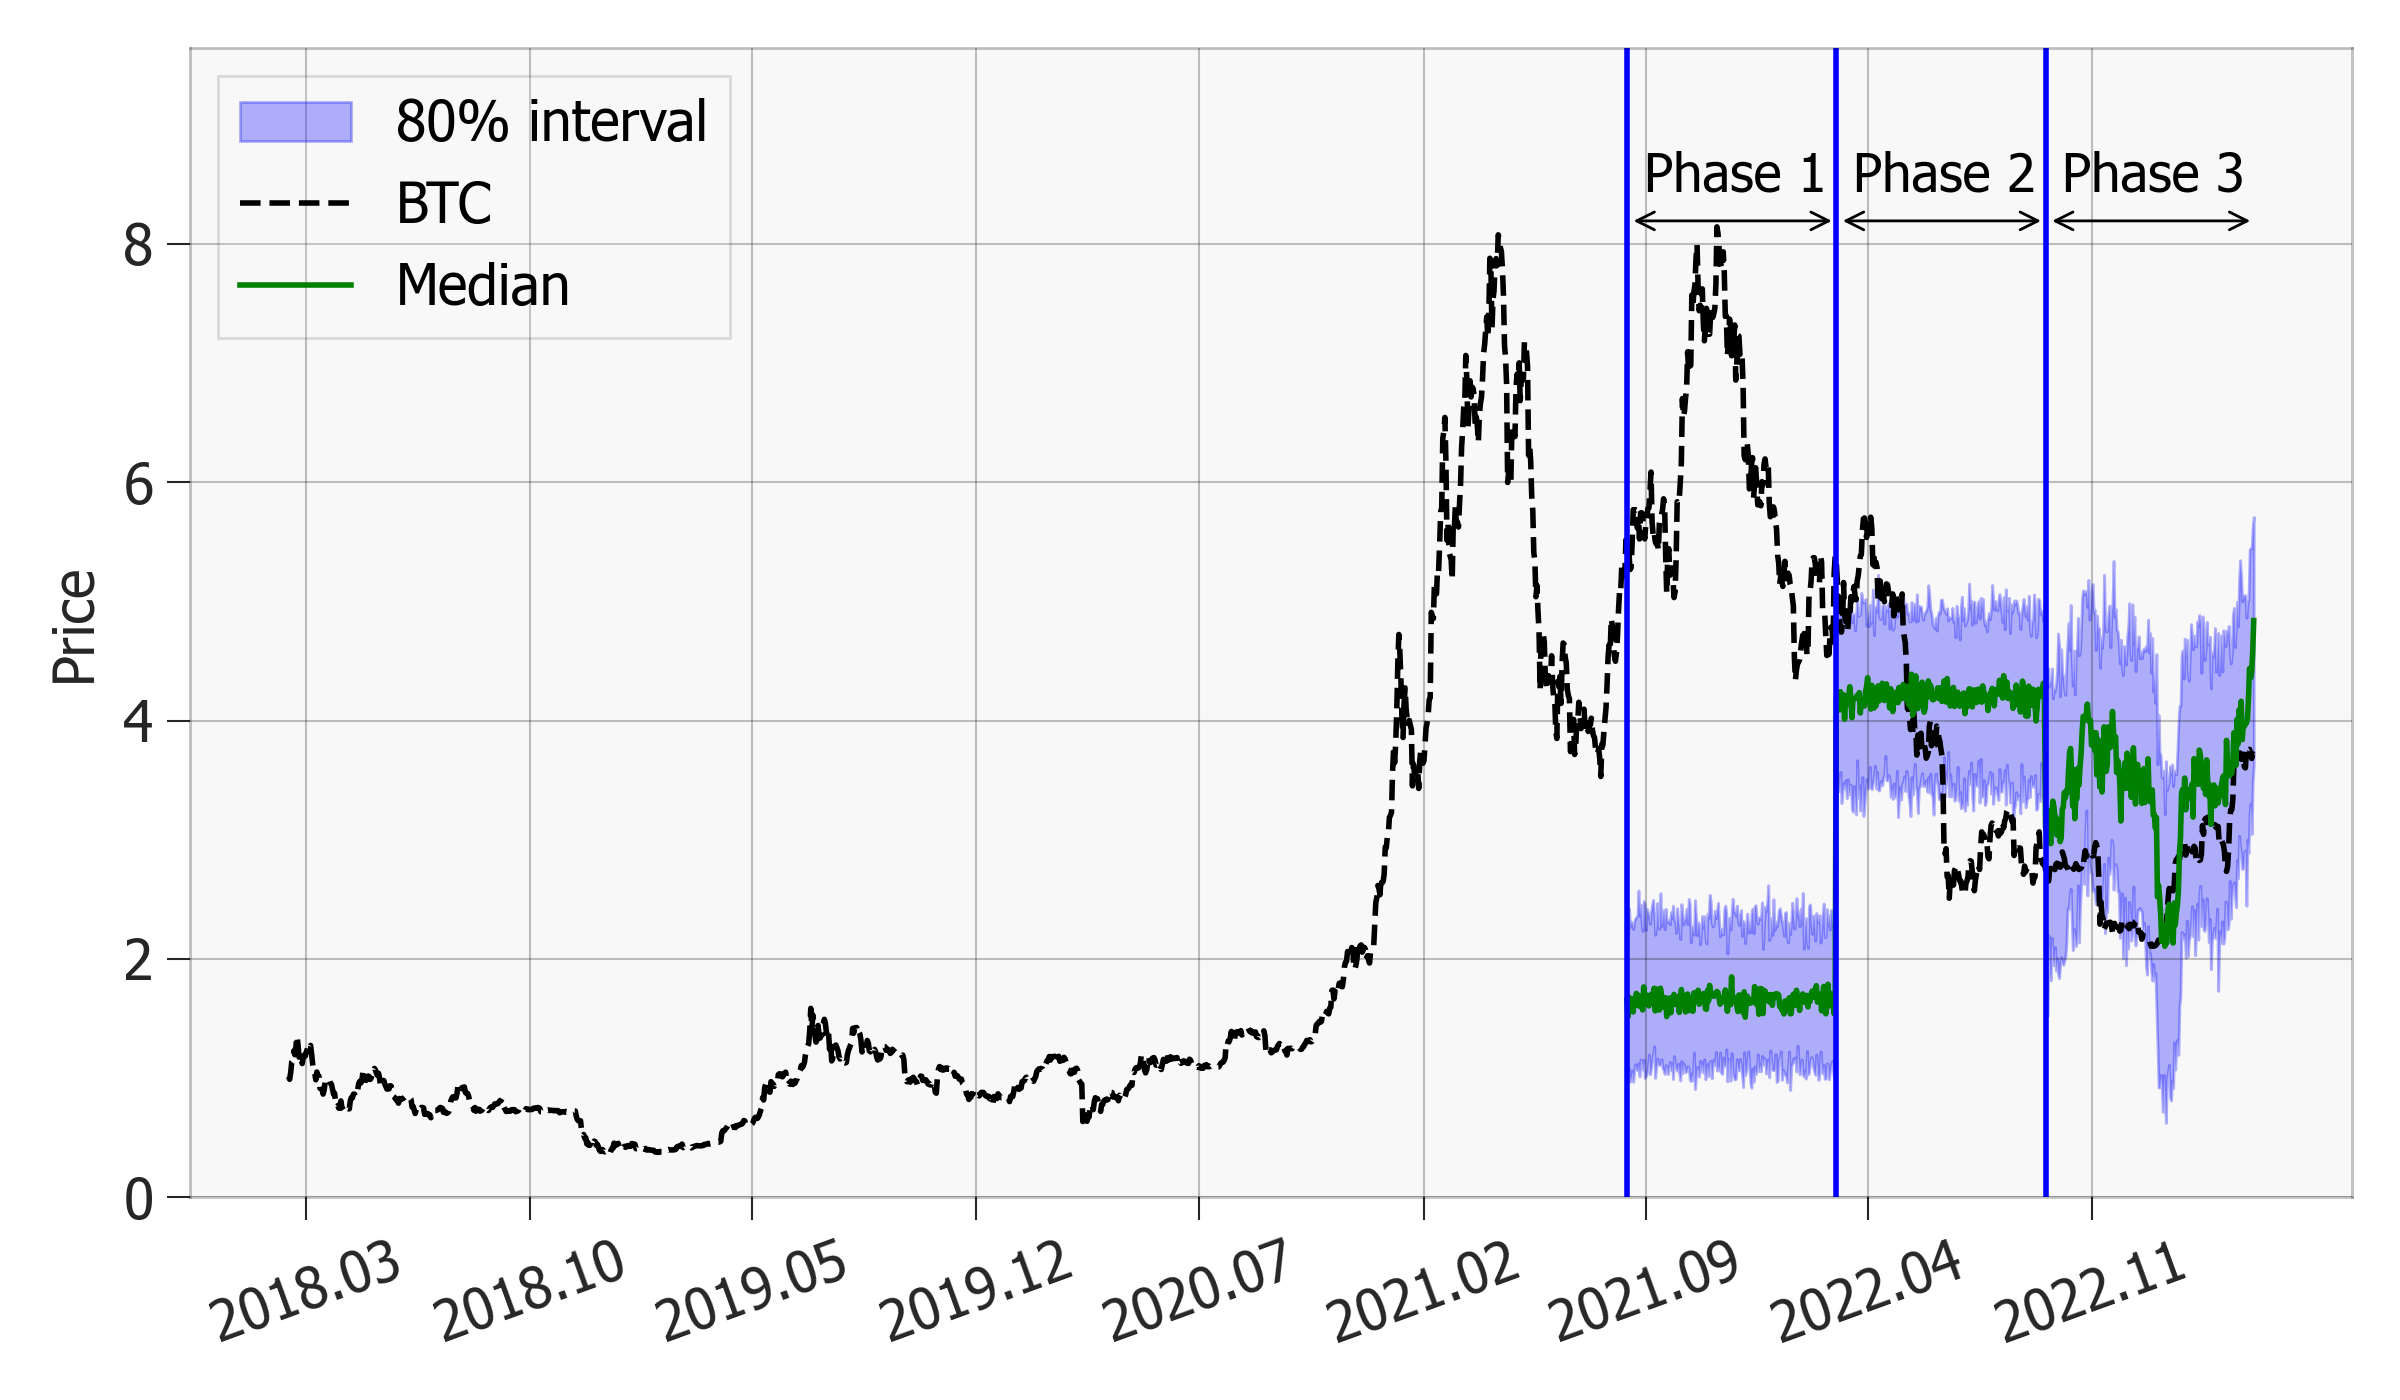 80% interval
BTC
Median
Phase 1
Phase 2
Phase 3
Price
8
6
4
2
0
2018.03
2018.10
2019.05
2019.12
2020.07
2021.02
2021.09
2022.04
2022.11